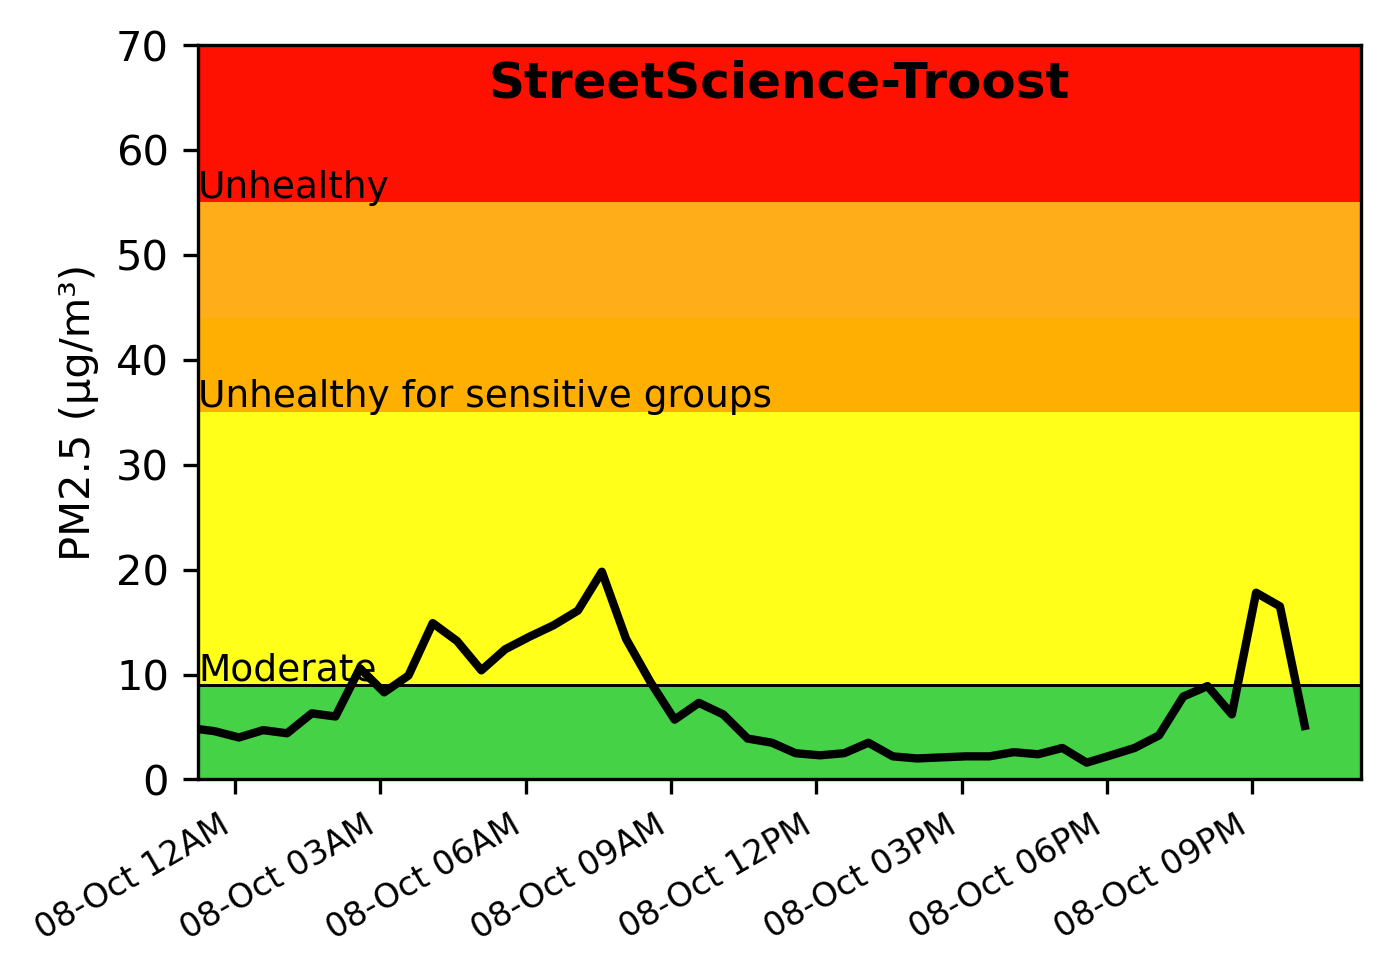 StreetScience-Troost
70
60
50
40
30
20
10
0
PM2.5 (µg/m³)
Unhealthy
Unhealthy for sensitive groups
Moderate
08-Oct 12AM
08-Oct 03AM
08-Oct 06AM
08-Oct 09AM
08-Oct 12PM
08-Oct 03PM
08-Oct 06PM
08-Oct 09PM